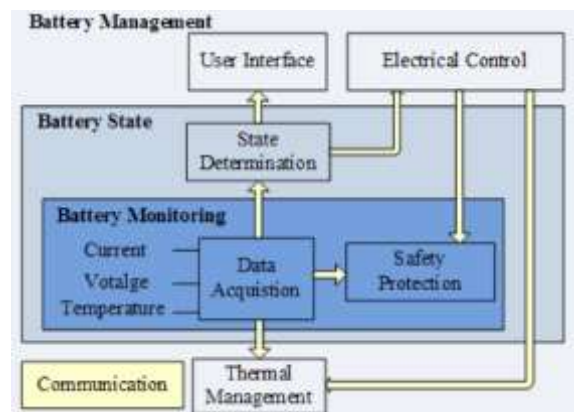 Battery Management
User Interface
Electrical Control
Battery State
State
Determination
Battery Monitoring
Current
Votalge
Temperature
Data
Acquistion
Safety
Protection
Communication
Thermal
Management